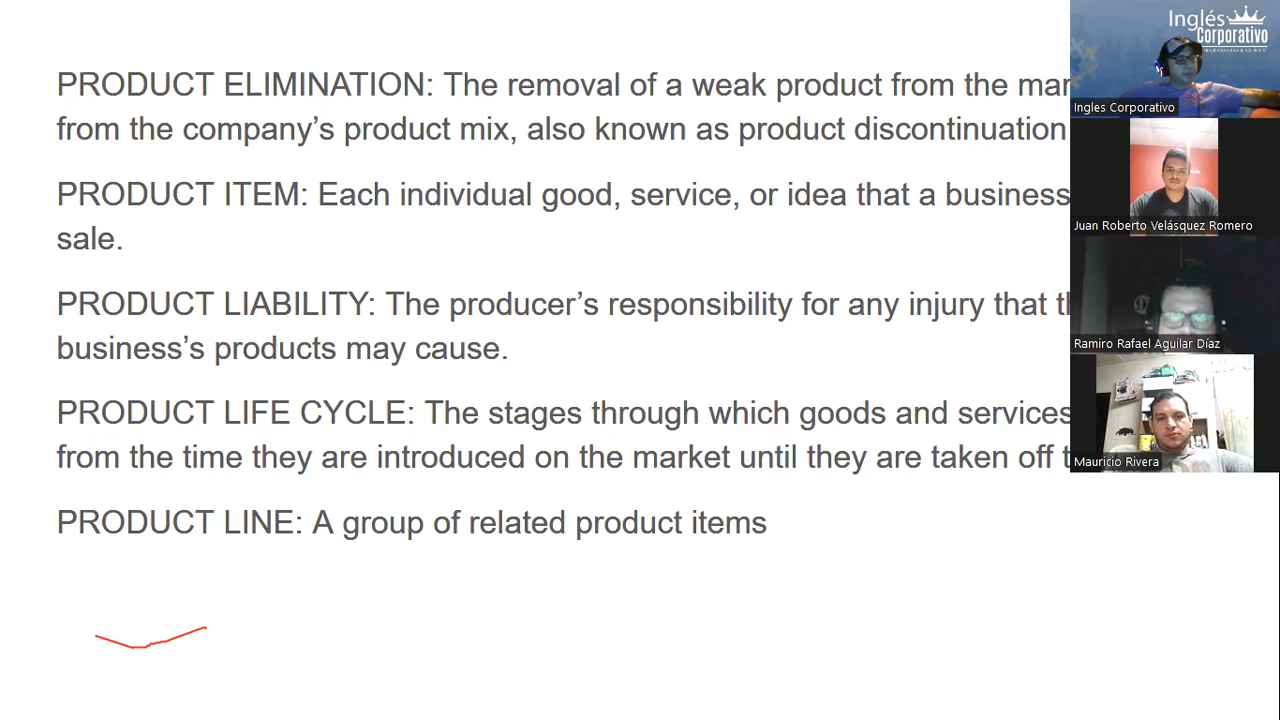 PRODUCT ELIMINATION: The removal of a weak product from the
from the company's product mix, also known as product discontinuation
PRODUCT ITEM: Each individual good, service, or idea that a business
sale.
PRODUCT LIABILITY: The producer's responsibility for any injury that
business's products may cause.
PRODUCT LIFE CYCLE: The stages through which goods and services
from the time they are introduced on the market until they are taken off
PRODUCT LINE: A group of related product items
Inglés
Corporativo
Ingles Corporativo
Juan Roberto Velásquez Romero
Ramiro Rafael Aguilar Díaz
Mauricio Rivera